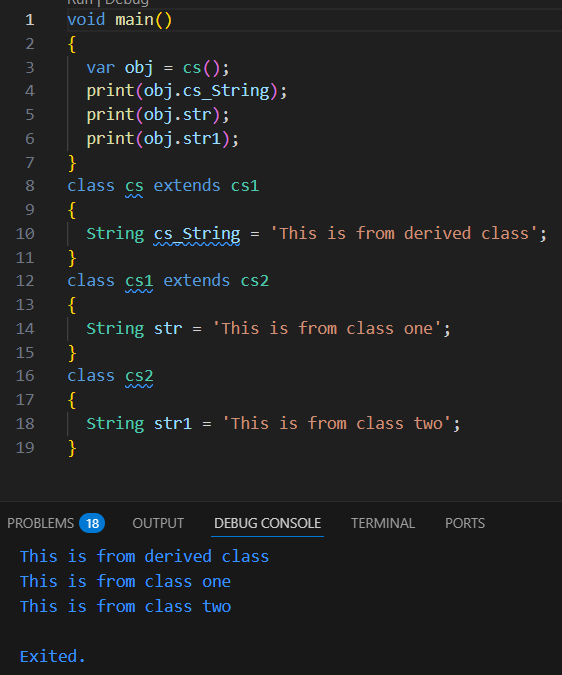 Run | Debug
1 void main()
2 {
3 var obj = cs();
4 print(obj.cs_String);
5 print(obj.str);
6 print(obj.str1);
7 }
8 class cs extends cs1
9 {
10 String cs_String = 'This is from derived class';
11 }
12 class cs1 extends cs2
13 {
14 String str = 'This is from class one';
15 }
16 class cs2
17 {
18 String str1 = 'This is from class two';
19 }
PROBLEMS 18 OUTPUT DEBUG CONSOLE TERMINAL PORTS
This is from derived class
This is from class one
This is from class two
Exited.